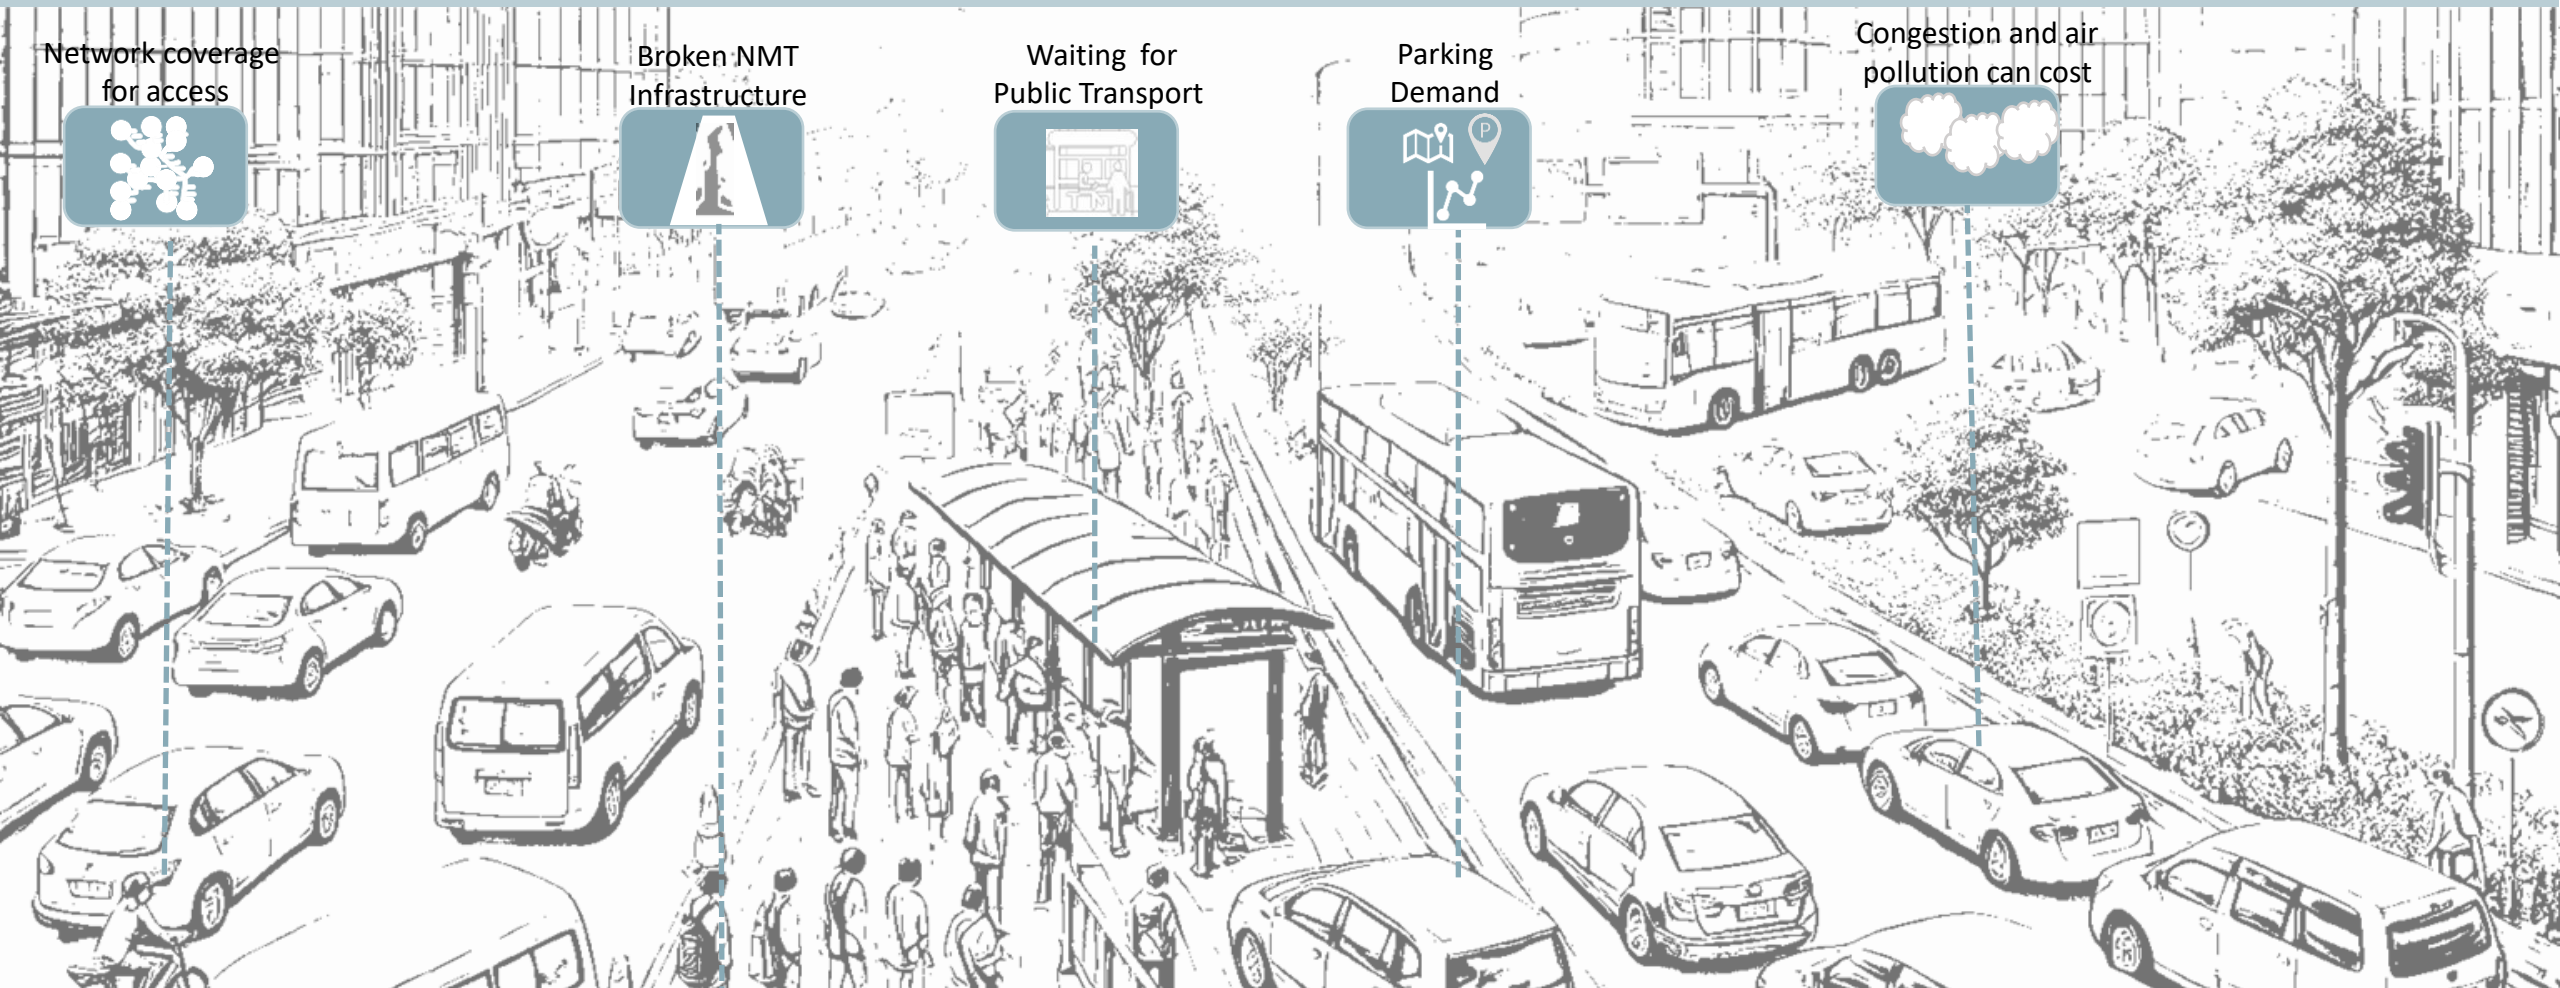 Network coverage
for access
Broken NMT
Infrastructure
Waiting for
Public Transport
Parking
Demand
P
Congestion and air
pollution can cost